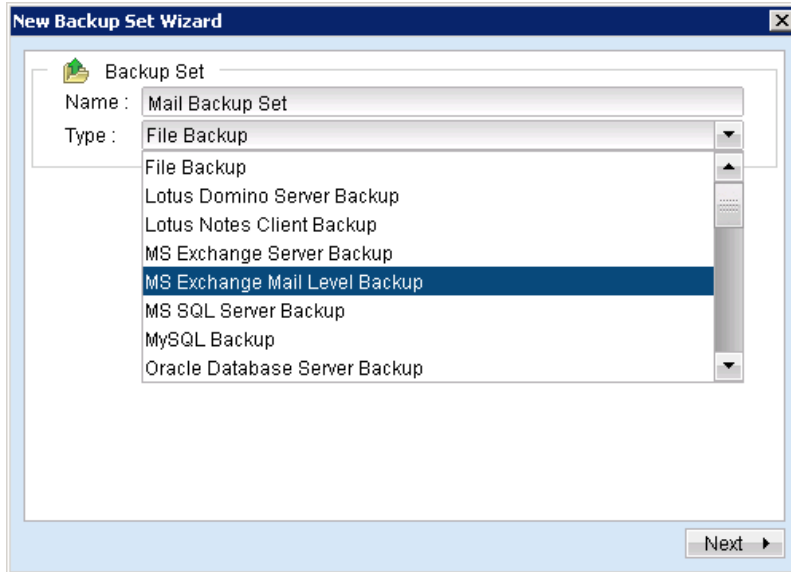 New Backup Set Wizard
Backup Set
Name : Mail Backup Set
Type : File Backup
File Backup
Lotus Domino Server Backup
Lotus Notes Client Backup
MS Exchange Server Backup
MS Exchange Mail Level Backup
MS SQL Server Backup
MySQL Backup
Oracle Database Server Backup
Next